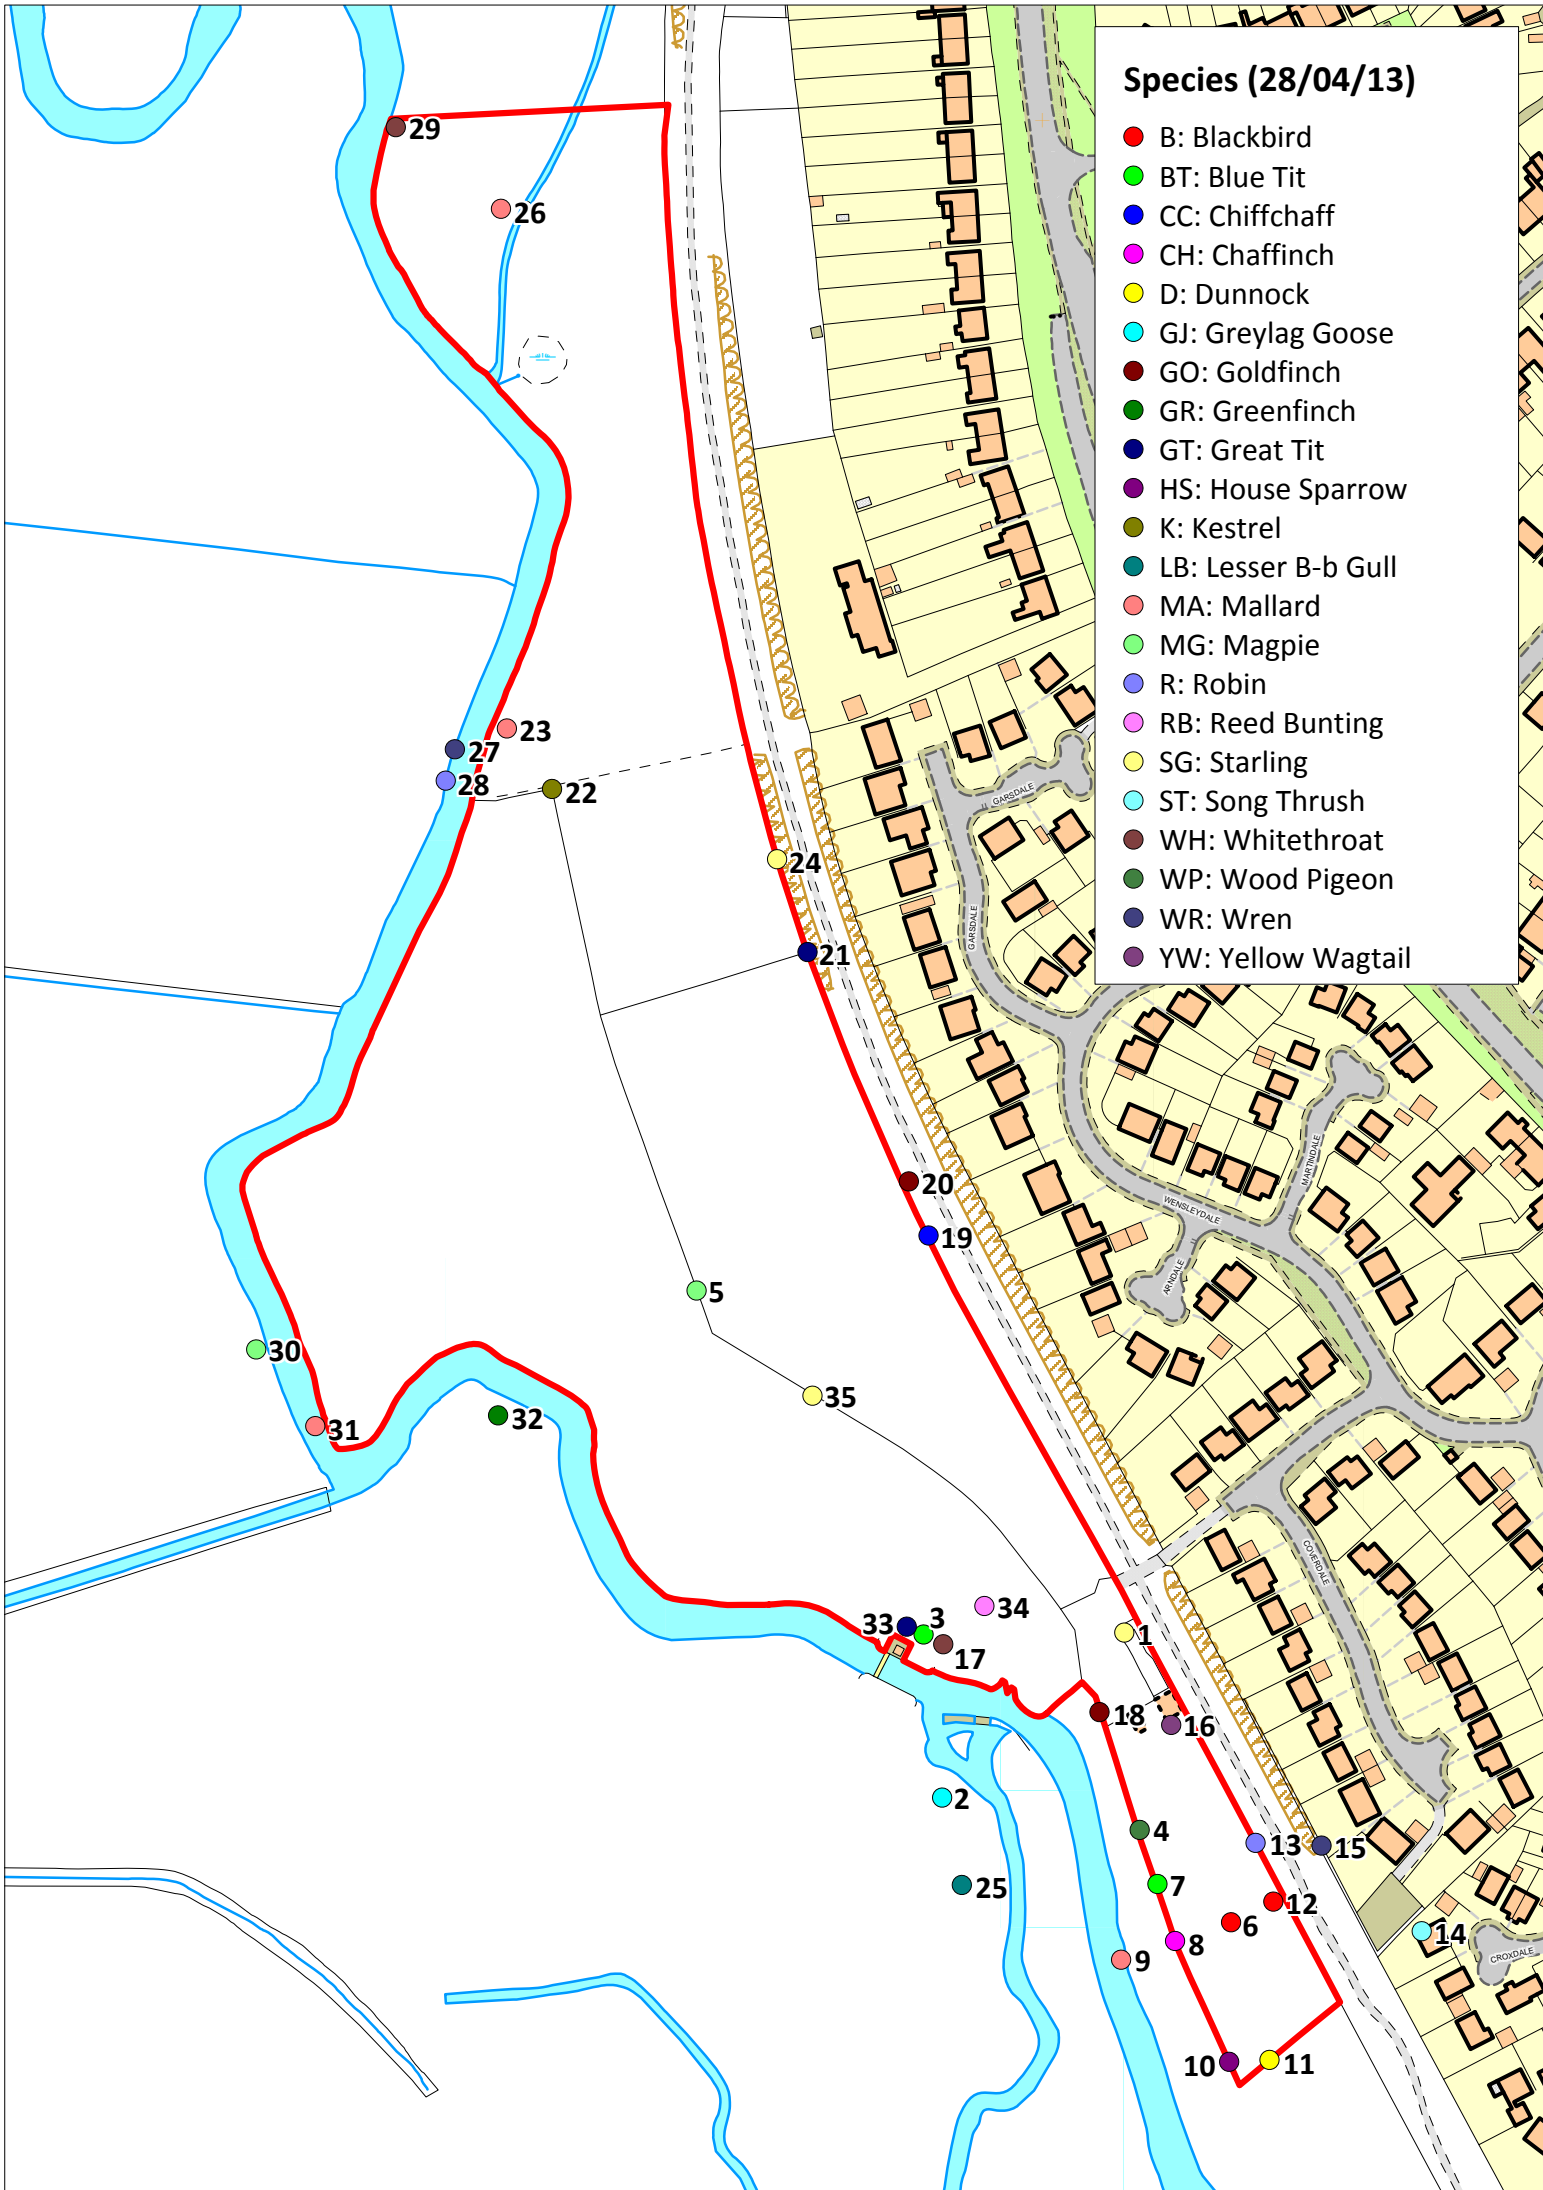 Species (28/04/13)
B: Blackbird
BT: Blue Tit
CC: Chiffchaff
CH: Chaffinch
D: Dunnock
GJ: Greylag Goose
GO: Goldfinch
GR: Greenfinch
GT: Great Tit
HS: House Sparrow
K: Kestrel
LB: Lesser B-b Gull
MA: Mallard
MG: Magpie
R: Robin
RB: Reed Bunting
SG: Starling
ST: Song Thrush
WH: Whitethroat
WP: Wood Pigeon
WR: Wren
YW: Yellow Wagtail
29
26
23
27
28
22
GARSDALE
24
GARSDALE
21
MARTINDALE
20
WENSLEYDALE
19
ARNDALE
5
30
35
32
31
COVERDALE
34
33
3
1
17
18
16
2
4
13
15
7
25
12
6
14
8
9
CROXDALE
10
11